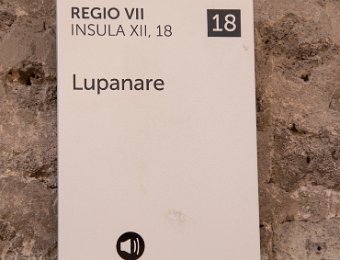 REGIO VII
INSULA XII, 18
18
Lupanare